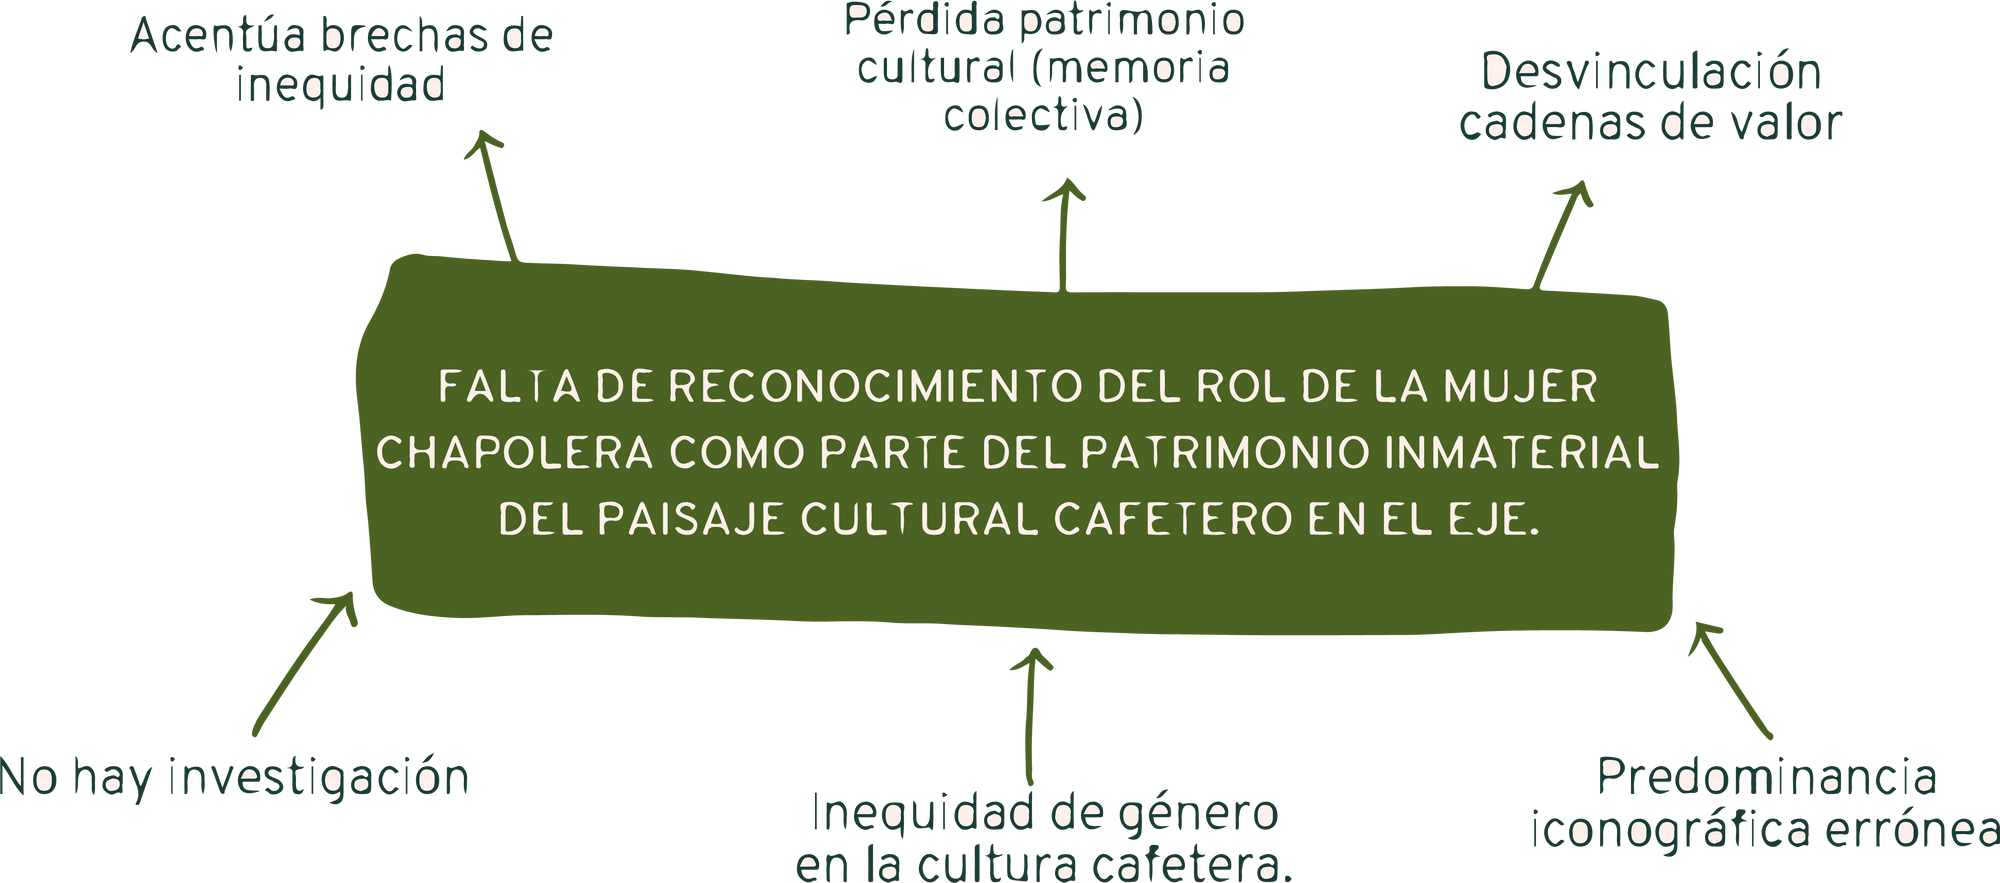 Acentúa brechas de
inequidad
Pérdida patrimonio
cultural (memoria
colectiva)
Desvinculación
cadenas de valor
FALTA DE RECONOCIMIENTO DEL ROL DE LA MUJER
CHAPOLERA COMO PARTE DEL PATRIMONIO INMATERIAL
DEL PAISAJE CULTURAL CAFETERO EN EL EJE.
No hay investigación
Inequidad de género
en la cultura cafetera.
Predominancia
iconográfica errónea